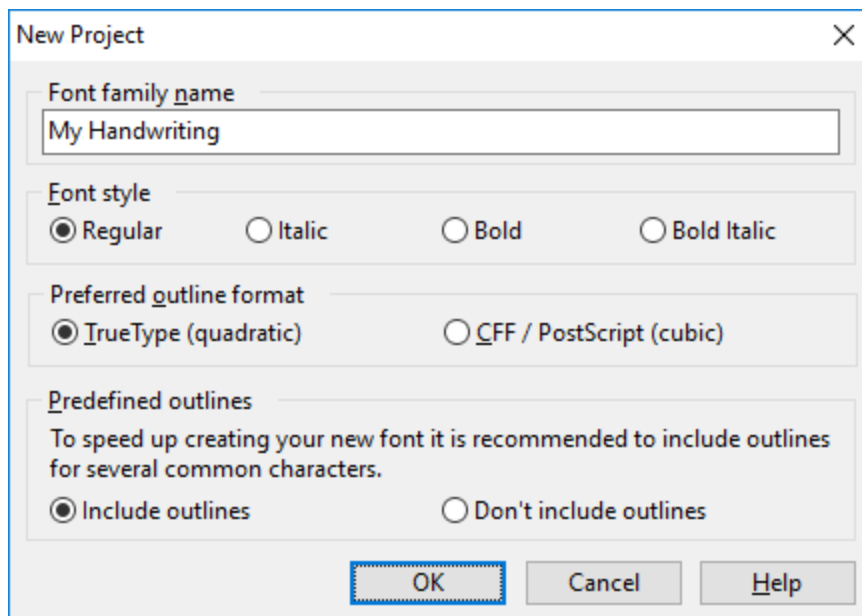 New Project
Font family name
My Handwriting
Font style
Regular Italic Bold Bold Italic
Preferred outline format
TrueType (quadratic) CFF / PostScript (cubic)
Predefined outlines
To speed up creating your new font it is recommended to include outlines
for several common characters.
Include outlines Don't include outlines
OK Cancel Help